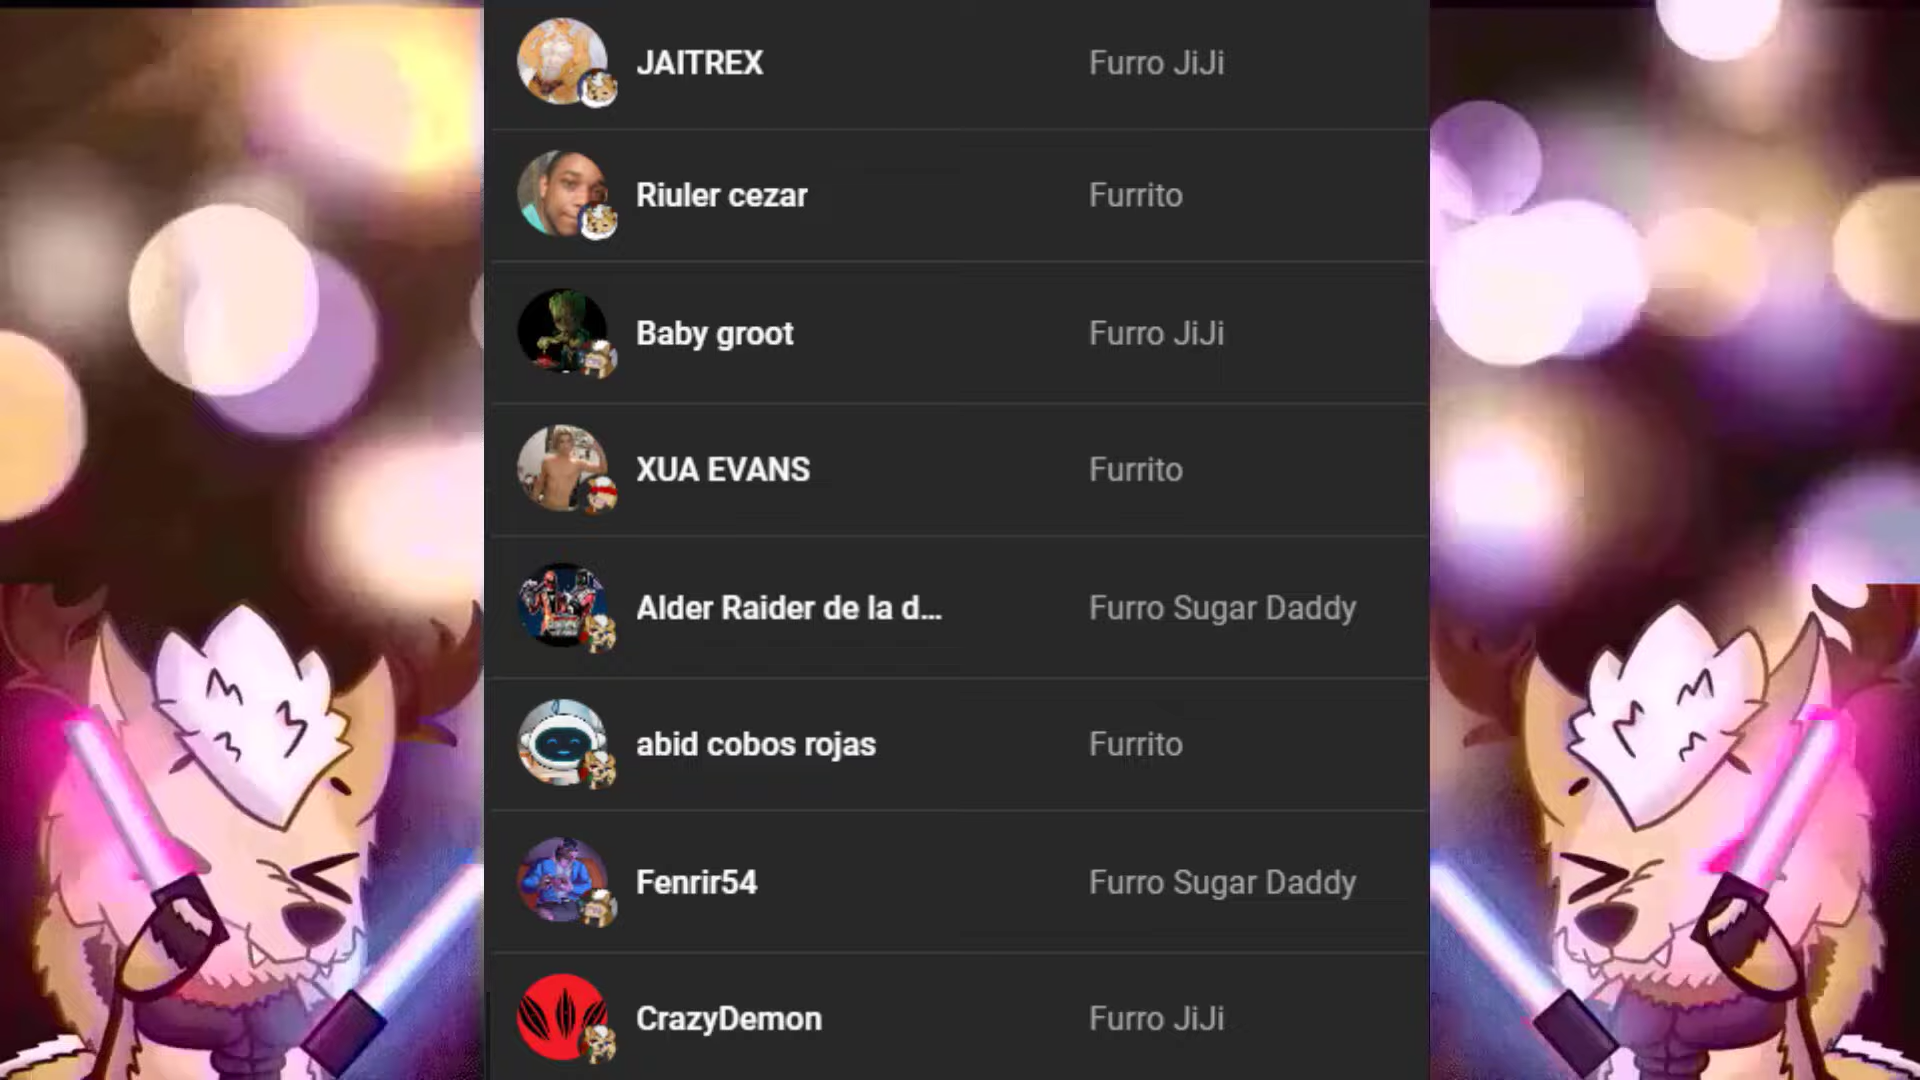 JAITREX Furro JiJi
Riuler cezar Furrito
Baby groot Furro JiJi
XUA EVANS Furrito
Alder Raider de la d... Furro Sugar Daddy
abid cobos rojas Furrito
Fenrir54 Furro Sugar Daddy
CrazyDemon Furro JiJi